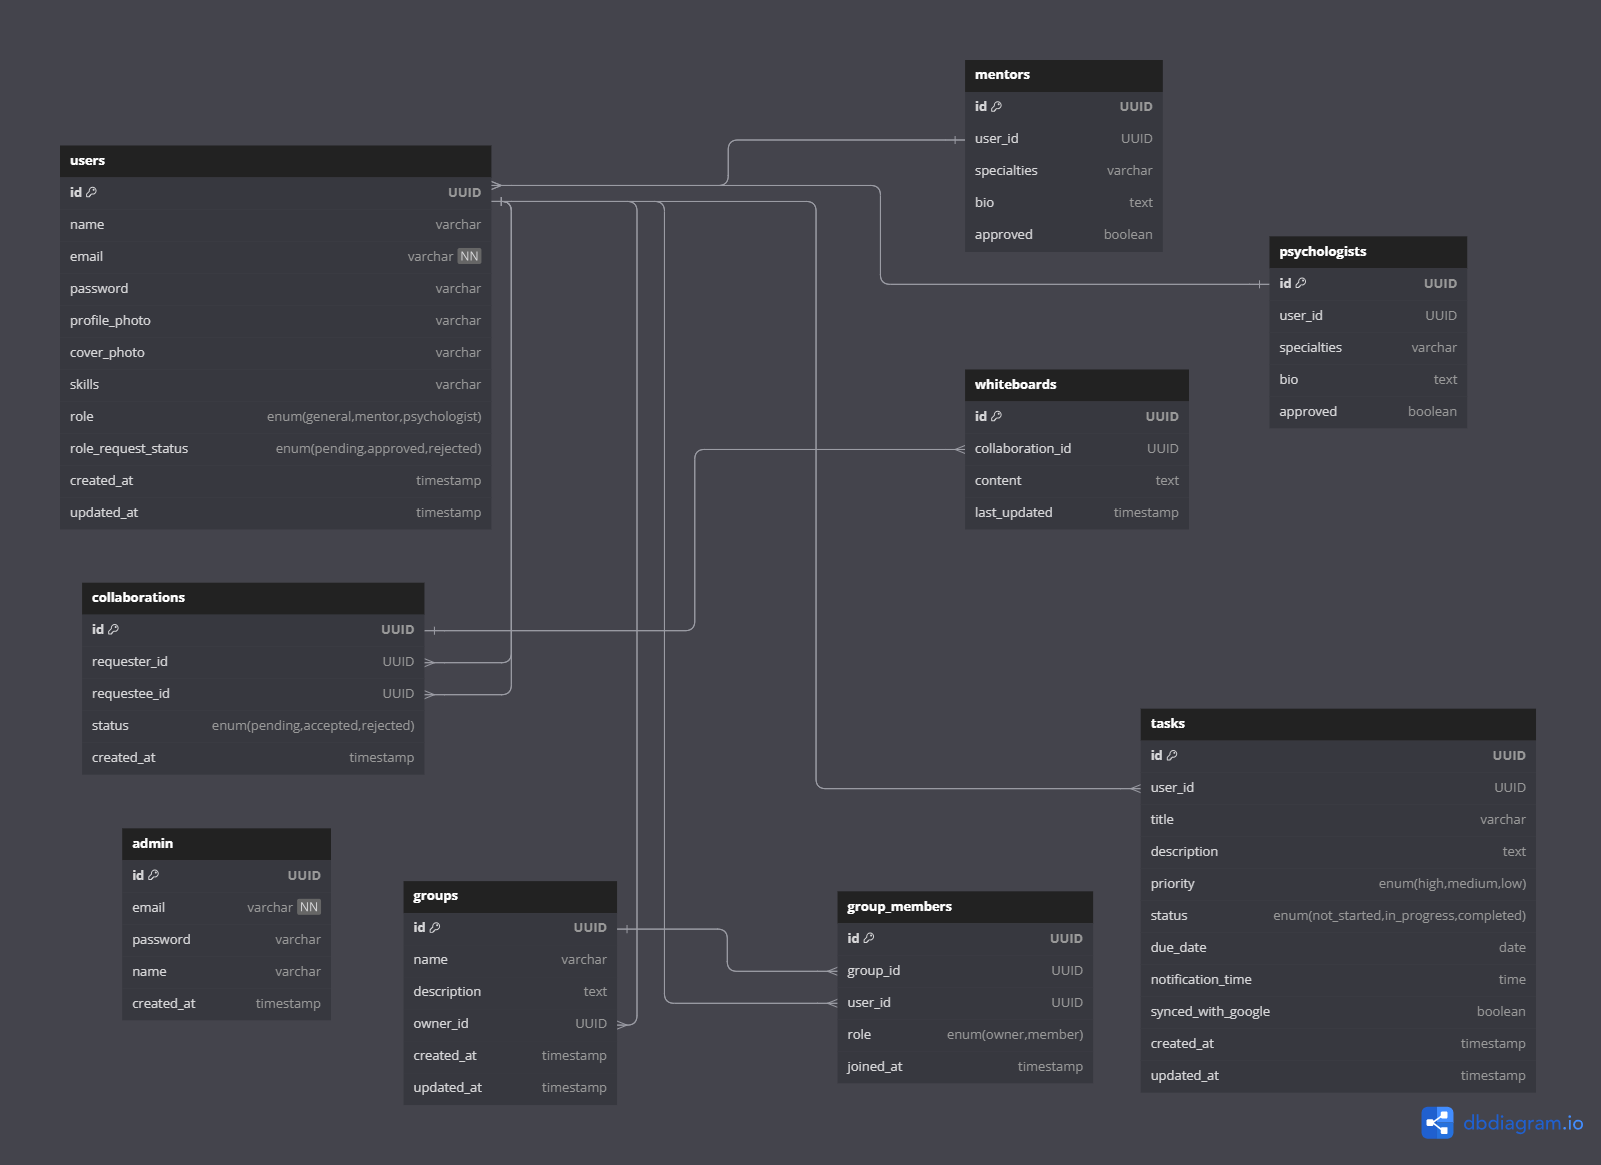 users
id UUID
name varchar
email varchar NN
password varchar
profile_photo varchar
cover_photo varchar
skills varchar
role enum(general,mentor,psychologist)
role_request_status enum(pending,approved,rejected)
created_at timestamp
updated_at timestamp
mentors
id UUID
user_id UUID
specialties varchar
bio text
approved boolean
psychologists
id UUID
user_id UUID
specialties varchar
bio text
approved boolean
whiteboards
id UUID
collaboration_id UUID
content text
last_updated timestamp
collaborations
id UUID
requester_id UUID
requestee_id UUID
status enum(pending,accepted,rejected)
created_at timestamp
tasks
id UUID
user_id UUID
title varchar
description text
priority enum(high,medium,low)
status enum(not_started,in_progress,completed)
due_date date
notification_time time
synced_with_google boolean
created_at timestamp
updated_at timestamp
admin
id UUID
email varchar NN
password varchar
name varchar
created_at timestamp
groups
id UUID
name varchar
description text
owner_id UUID
created_at timestamp
updated_at timestamp
group_members
id UUID
group_id UUID
user_id UUID
role enum(owner,member)
joined_at timestamp
dbdiagram.io